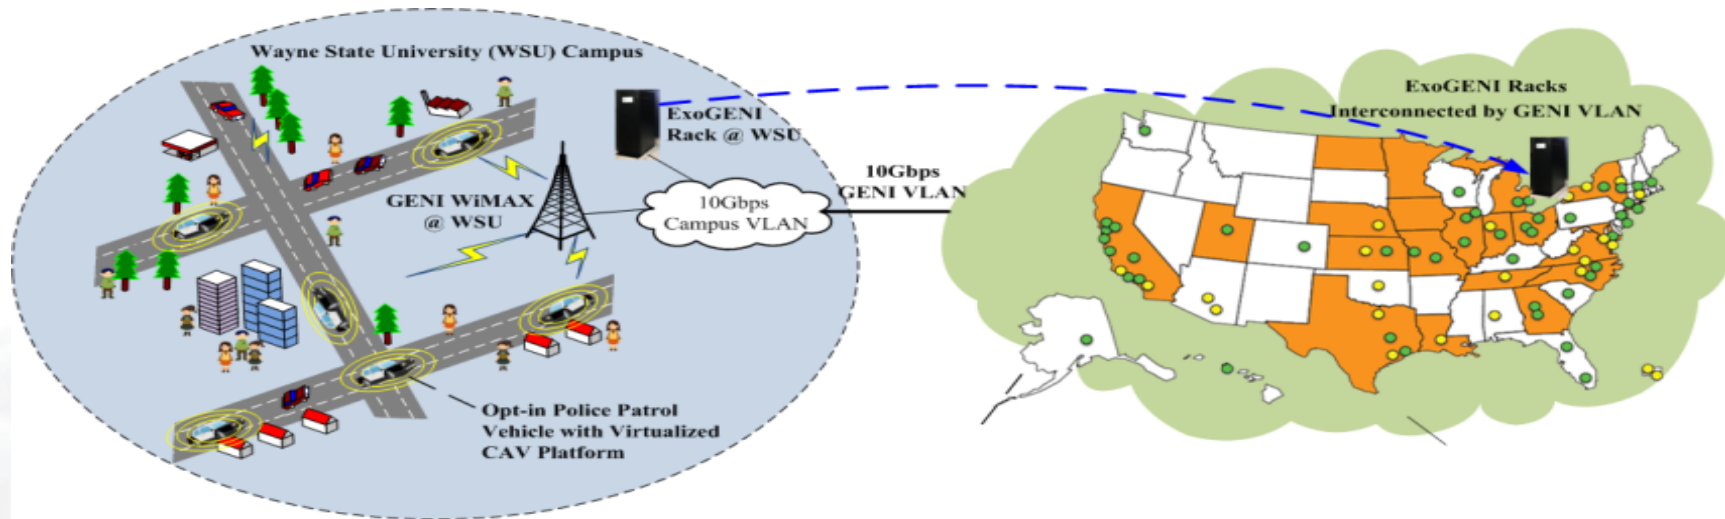 Wayne State University (WSU) Campus
ExoGENI
Rack @ WSU
GENI WiMAX
@ WSU
10Gbps
Campus VLAN
10Gbps
GENI VLAN
Opt-in Police Patrol
Vehicle with Virtualized
CAV Platform
ExoGENI Racks
Interconnected by GENI VLAN